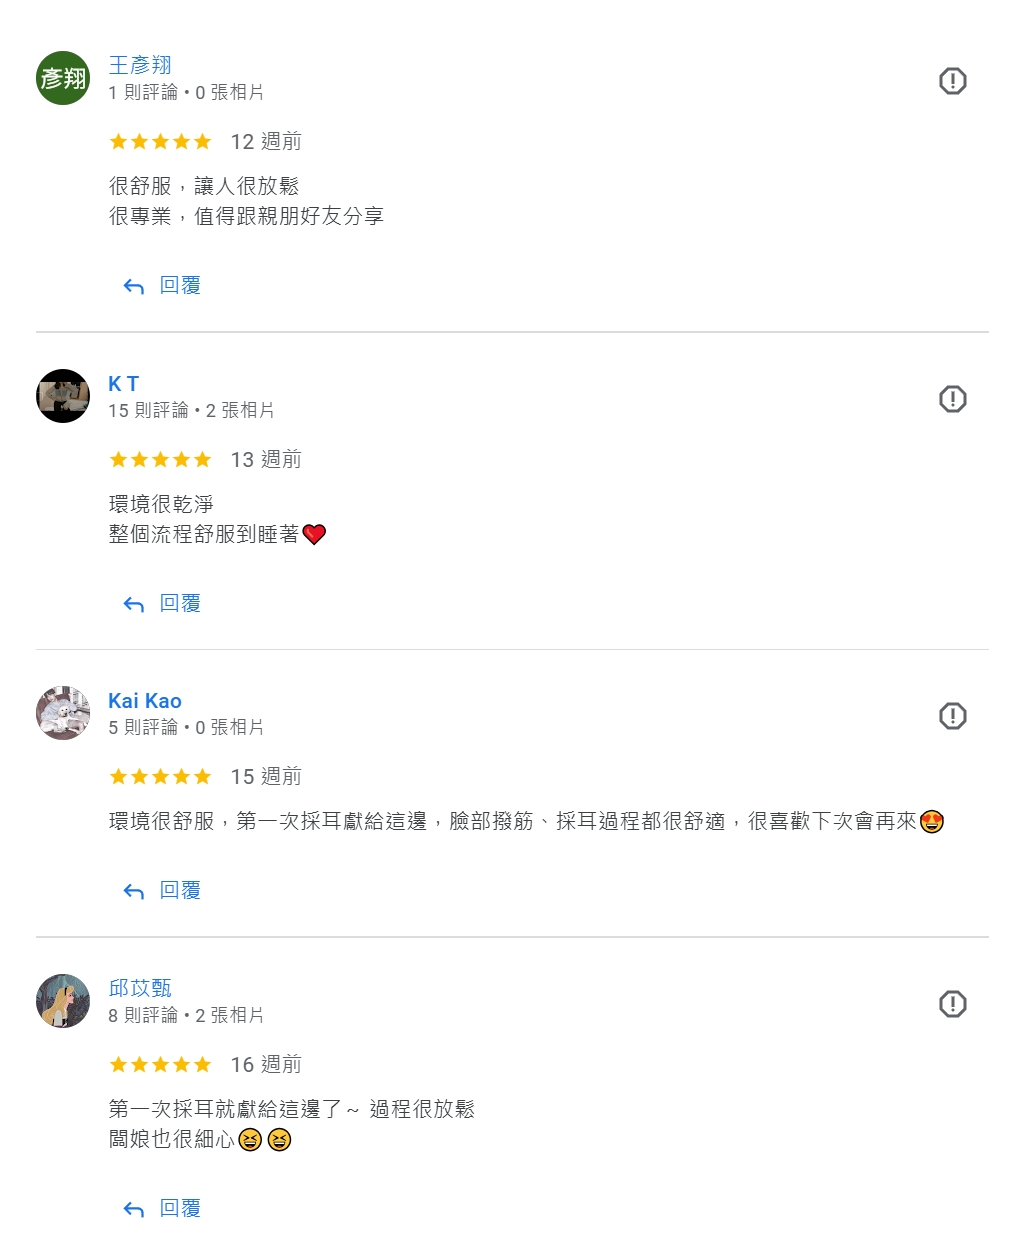 彥翔
王彥翔
1 則評論 • 0 張相片
12 週前
很舒服，讓人很放鬆
很專業，值得跟親朋好友分享
回覆
K T
15 則評論 • 2 張相片
13 週前
環境很乾淨
整個流程舒服到睡著❤️
回覆
Kai Kao
5 則評論 • 0 張相片
15 週前
環境很舒服，第一次採耳獻給這邊，臉部撥筋、採耳過程都很舒適，很喜歡下次會再來😍
回覆
邱苡甄
8 則評論 • 2 張相片
16 週前
第一次採耳就獻給這邊了~ 過程很放鬆
闆娘也很細心😆😆
回覆